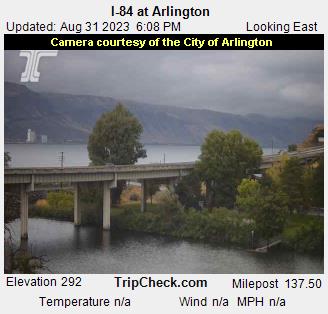 I-84 at Arlington
Updated: Aug 31 2023 6:08 PM Looking East
Camera courtesy of the City of Arlington
Elevation 292 TripCheck.com Milepost 137.50
Temperature n/a Wind n/a MPH n/a